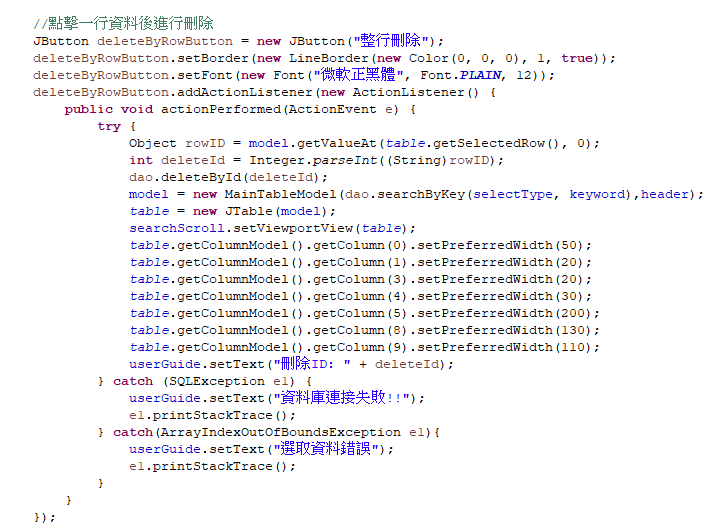 //點擊一行資料後進行刪除
JButton deleteByRowButton = new JButton("整行刪除");
deleteByRowButton.setBorder(new LineBorder(new Color(0, 0, 0), 1, true));
deleteByRowButton.setFont(new Font("微軟正黑體", Font.PLAIN, 12));
deleteByRowButton.addActionListener(new ActionListener() {
    public void actionPerformed(ActionEvent e) {
        try {
            Object rowID = model.getValueAt(table.getSelectedRow(), 0);
            int deleteId = Integer.parseInt((String)rowID);
            dao.deleteById(deleteId);
            model = new MainTableModel(dao.searchByKey(selectType, keyword),header);
            table = new JTable(model);
            searchScroll.setViewportView(table);
            table.getColumnModel().getColumn(0).setPreferredWidth(50);
            table.getColumnModel().getColumn(1).setPreferredWidth(20);
            table.getColumnModel().getColumn(3).setPreferredWidth(20);
            table.getColumnModel().getColumn(4).setPreferredWidth(30);
            table.getColumnModel().getColumn(5).setPreferredWidth(200);
            table.getColumnModel().getColumn(8).setPreferredWidth(130);
            table.getColumnModel().getColumn(9).setPreferredWidth(110);
            userGuide.setText("刪除ID: " + deleteId);
        } catch (SQLException e1) {
            userGuide.setText("資料庫連接失敗!!");
            e1.printStackTrace();
        } catch(ArrayIndexOutOfBoundsException e1){
            userGuide.setText("選取資料錯誤");
            e1.printStackTrace();
        }
    }
});